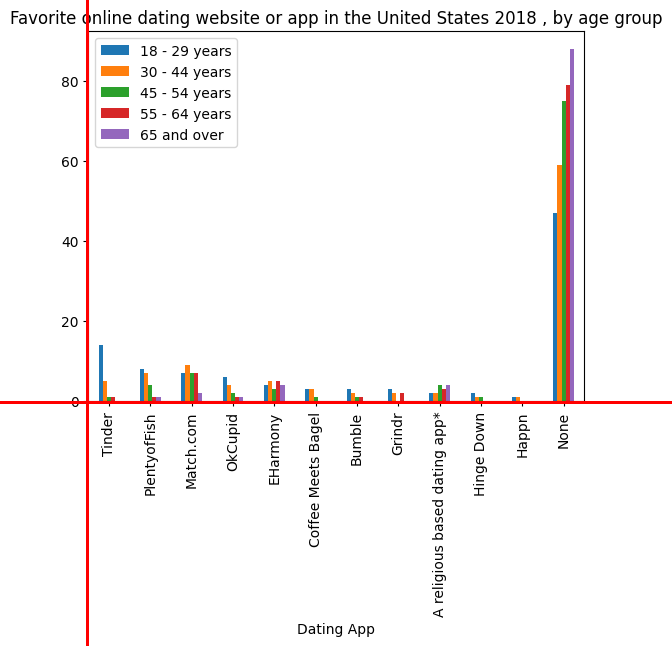 Favorite online dating website or app in the United States 2018 , by age group
18 - 29 years
30 - 44 years
45 - 54 years
55 - 64 years
65 and over
80
60
40
20
0
Tinder
PlentyofFish
Match.com
OkCupid
EHarmony
Coffee Meets Bagel
Bumble
Grindr
A religious based dating app*
Hinge Down
Happn
None
Dating App